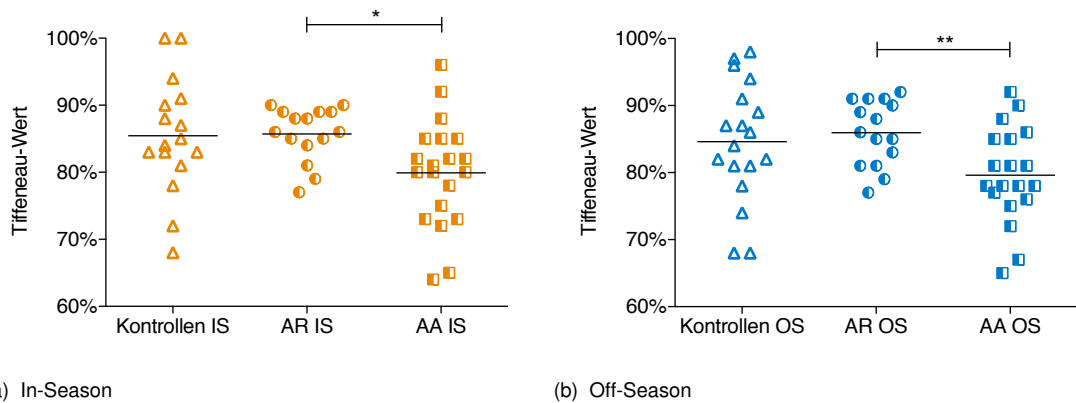 *
100%
90%
80%
70%
60%
Tiffeneau-Wert
Kontrollen IS
AR IS
AA IS
) In-Season
**
100%
90%
80%
70%
60%
Tiffeneau-Wert
Kontrollen OS
AR OS
AA OS
(b) Off-Season